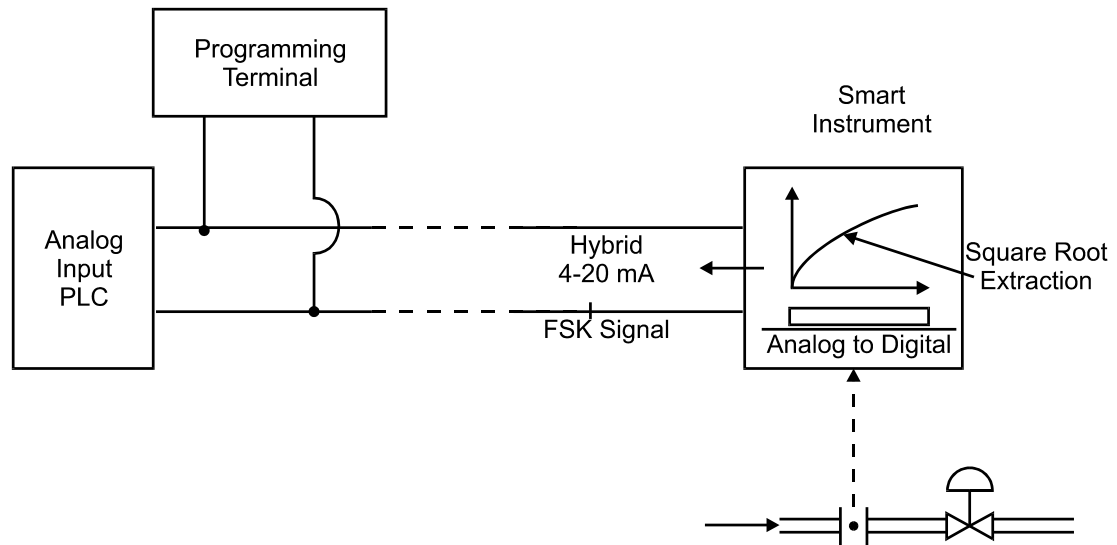 Programming
Terminal
Smart
Instrument
Analog
Input
PLC
Hybrid
4-20 mA
FSK Signal
Square Root
Extraction
Analog to Digital